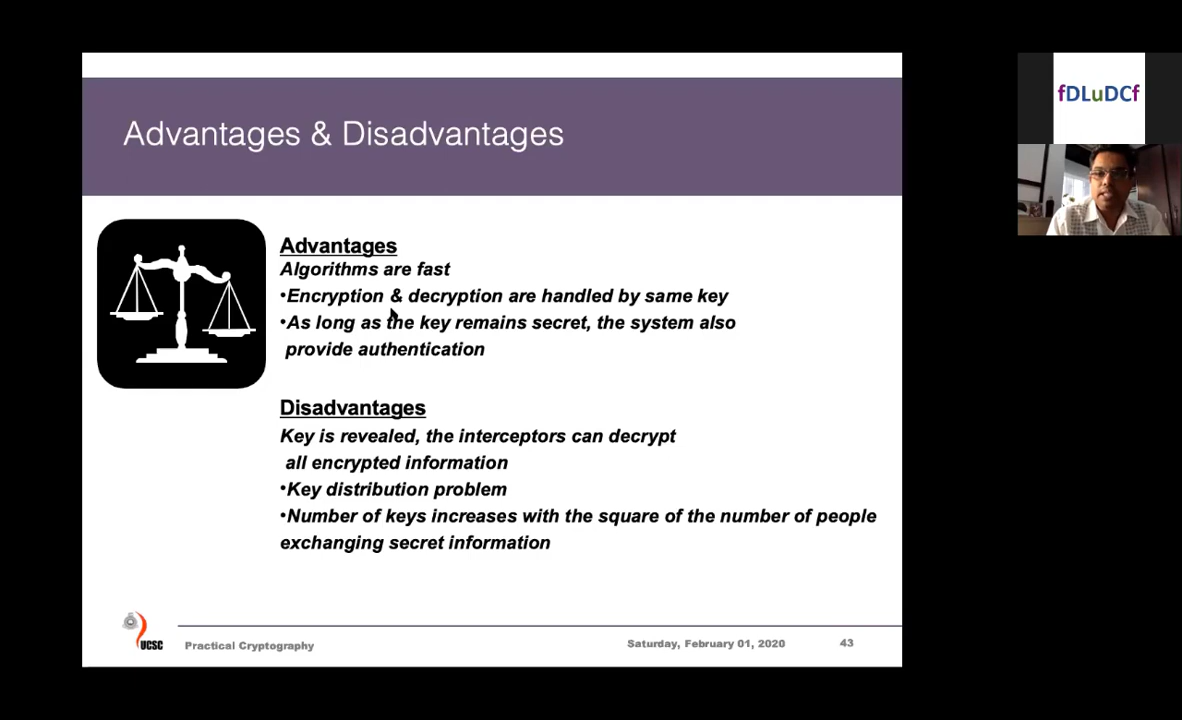 Advantages & Disadvantages
fDLuDCf
Advantages
Algorithms are fast
•Encryption & decryption are handled by same key
•As long as the key remains secret, the system also
provide authentication
Disadvantages
Key is revealed, the interceptors can decrypt
all encrypted information
•Key distribution problem
•Number of keys increases with the square of the number of people
exchanging secret information
UCSC
Practical Cryptography
Saturday, February 01, 2020
43